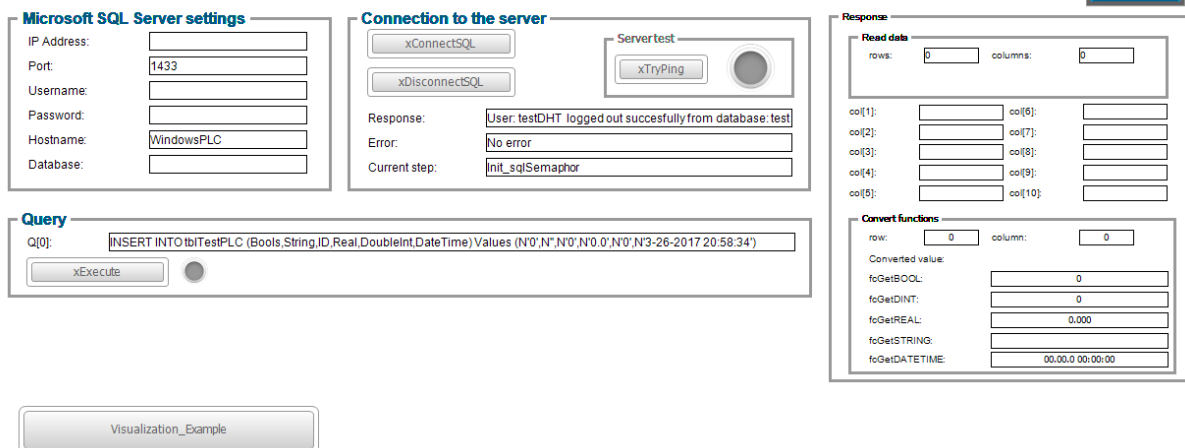 Microsoft SQL Server settings
IP Address:
Port: 1433
Username:
Password:
Hostname: WindowsPLC
Database:
Connection to the server
xConnectSQL
xDisconnectSQL
Servertest
xTryPing
Response: User: testDHT logged out succesfully from database: test
Error: No error
Current step: Init_sqlSemaphor
Query
Q[0]: INSERT INTO tblTestPLC (Bools,String,ID,Real,DoubleInt,DateTime) Values (N'0',N'',N'0',N'0.0',N'0',N'3-26-2017 20:58:34')
xExecute
Response
Read data
rows: 0 columns: 0
col[1]: col[6]:
col[2]: col[7]:
col[3]: col[8]:
col[4]: col[9]:
col[5]: col[10]:
Convert functions
row: 0 column: 0
Converted value:
fcGetBOOL: 0
fcGetDINT: 0
fcGetREAL: 0.000
fcGetSTRING:
fcGetDATETIME: 00.00.0 00:00:00
Visualization_Example